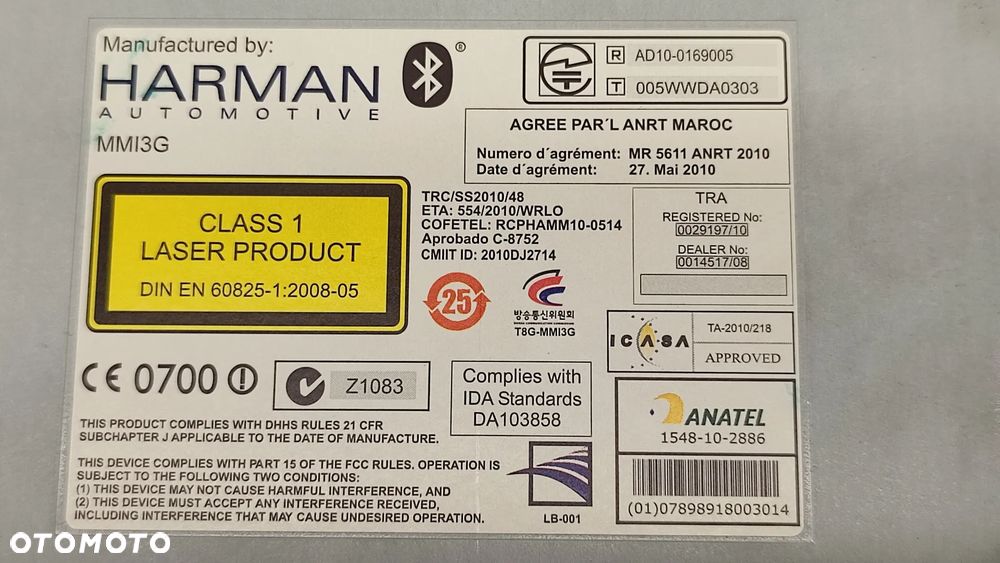 Manufactured by:
HARMAN
AUTOMOTIVE
MMI3G
®
R AD10-0169005
T 005WWDA0303
AGREE PAR´L ANRT MAROC
Numero d´agrément: MR 5611 ANRT 2010
Date d´agrément: 27. Mai 2010
CLASS 1
LASER PRODUCT
DIN EN 60825-1:2008-05
TRC/SS2010/48
ETA: 554/2010/WRLO
COFETEL: RCPHAMM10-0514
Aprobado C-8752
CMIIT ID: 2010DJ2714
TRA
REGISTERED No:
0029197/10
DEALER No:
0014517/08
25
방송통신위원회
KOREA COMMUNICATIONS COMMISSION
T8G-MMI3G
ICASA
TA-2010/218
APPROVED
CE 0700
Z1083
Complies with
IDA Standards
DA103858
ANATEL
1548-10-2886
(01)07898918003014
THIS PRODUCT COMPLIES WITH DHHS RULES 21 CFR
SUBCHAPTER J APPLICABLE TO THE DATE OF MANUFACTURE.
THIS DEVICE COMPLIES WITH PART 15 OF THE FCC RULES. OPERATION IS
SUBJECT TO THE FOLLOWING TWO CONDITIONS:
(1) THIS DEVICE MAY NOT CAUSE HARMFUL INTERFERENCE, AND
(2) THIS DEVICE MUST ACCEPT ANY INTERFERENCE RECEIVED,
INCLUDING INTERFERENCE THAT MAY CAUSE UNDESIRED OPERATION.
LB-001
OTOMOTO